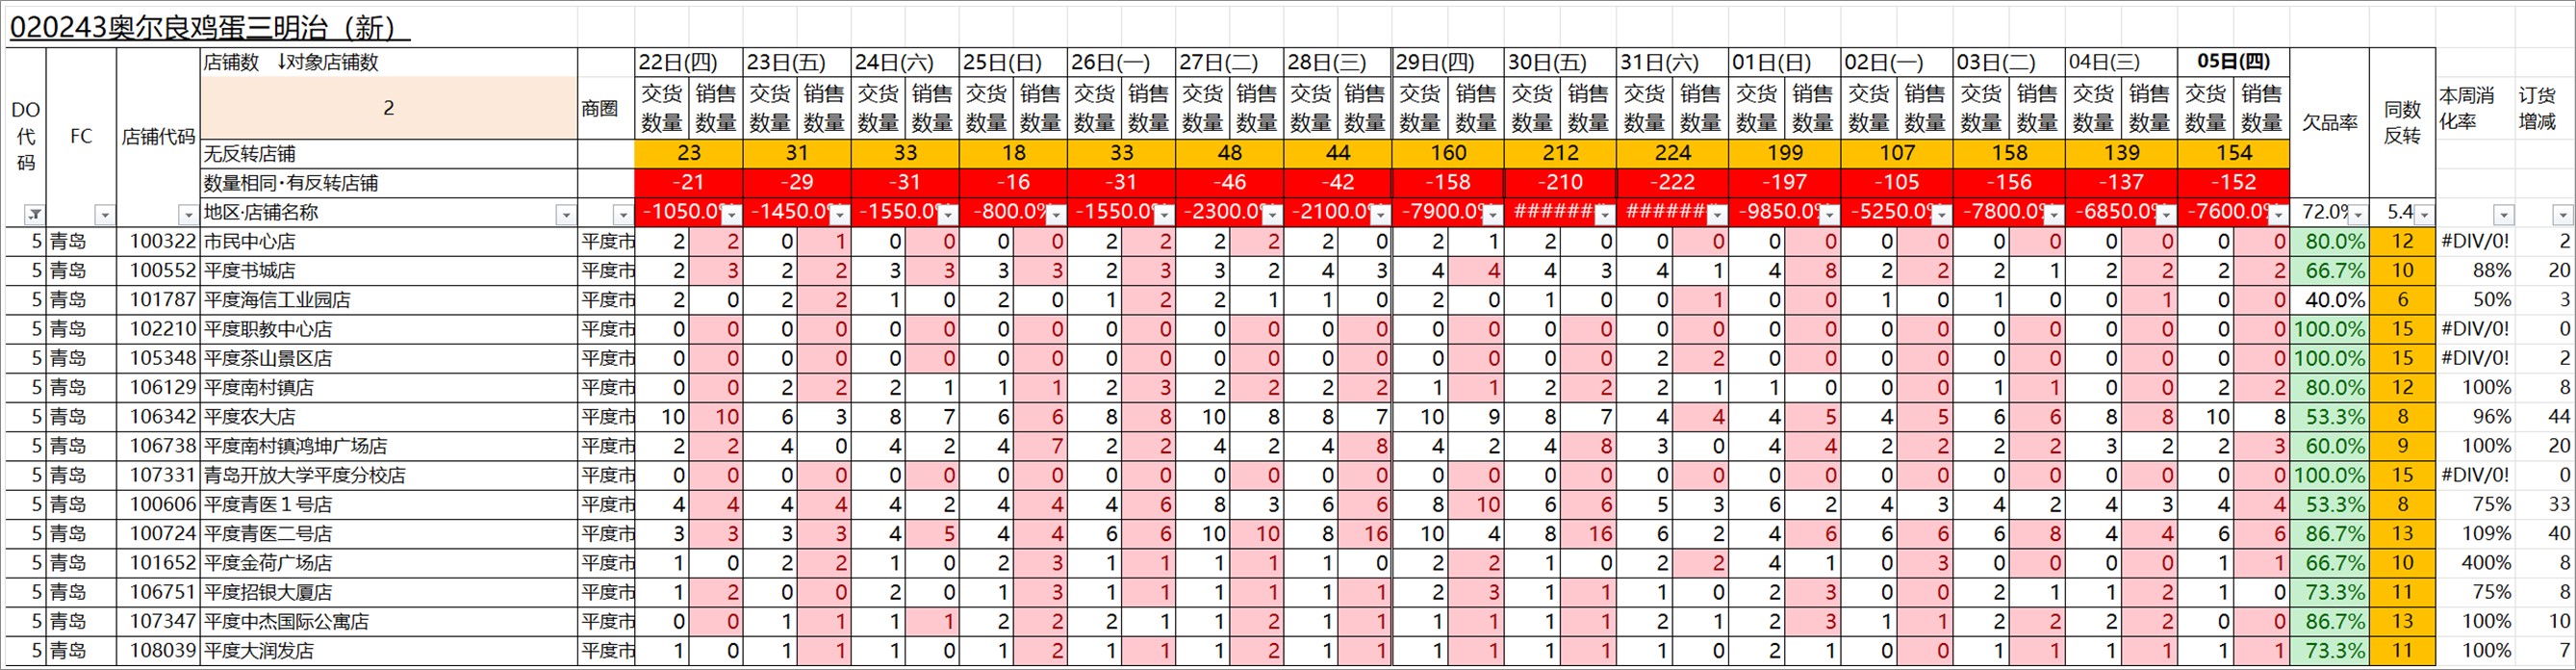 020243奥尔良鸡蛋三明治（新）
DO代码 FC 店铺代码 店铺数 ↓对象店铺数 商圈 22日(四) 23日(五) 24日(六) 25日(日) 26日(一) 27日(二) 28日(三) 29日(四) 30日(五) 31日(六) 01日(日) 02日(一) 03日(二) 04日(三) 05日(四) 欠品率 同数反转 本周消化率 订货增减
2 交货数量 销售数量 交货数量 销售数量 交货数量 销售数量 交货数量 销售数量 交货数量 销售数量 交货数量 销售数量 交货数量 销售数量 交货数量 销售数量 交货数量 销售数量 交货数量 销售数量 交货数量 销售数量 交货数量 销售数量 交货数量 销售数量 交货数量 销售数量 交货数量 销售数量
无反转店铺 23 31 33 18 33 48 44 160 212 224 199 107 158 139 154
数量相同·有反转店铺 -21 -29 -31 -16 -31 -46 -42 -158 -210 -222 -197 -105 -156 -137 -152
地区·店铺名称 -1050.0% -1450.0% -1550.0% -800.0% -1550.0% -2300.0% -2100.0% -7900.0% ###### ###### -9850.0% -5250.0% -7800.0% -6850.0% -7600.0% 72.0% 5.4
5 青岛 100322 市民中心店 平度市 2 2 0 1 0 0 0 0 2 2 2 2 2 0 2 1 2 0 0 0 0 0 0 0 0 0 0 0 0 0 80.0% 12 #DIV/0! 2
5 青岛 100552 平度书城店 平度市 2 3 2 2 3 3 3 3 2 3 3 2 4 3 4 4 4 3 4 1 4 8 2 2 2 1 2 2 2 2 66.7% 10 88% 20
5 青岛 101787 平度海信工业园店 平度市 2 0 2 2 1 0 2 0 1 2 2 1 1 0 2 0 1 0 0 1 0 0 1 0 1 0 0 1 0 0 40.0% 6 50% 3
5 青岛 102210 平度职教中心店 平度市 0 0 0 0 0 0 0 0 0 0 0 0 0 0 0 0 0 0 0 0 0 0 0 0 0 0 0 0 0 0 100.0% 15 #DIV/0! 0
5 青岛 105348 平度茶山景区店 平度市 0 0 0 0 0 0 0 0 0 0 0 0 0 0 0 0 0 0 2 2 0 0 0 0 0 0 0 0 0 0 100.0% 15 #DIV/0! 2
5 青岛 106129 平度南村镇店 平度市 0 0 2 2 2 1 1 1 2 3 2 2 2 2 1 1 2 2 2 1 1 0 0 0 1 1 0 0 2 2 80.0% 12 100% 8
5 青岛 106342 平度农大店 平度市 10 10 6 3 8 7 6 6 8 8 10 8 8 7 10 9 8 7 4 4 4 5 4 5 6 6 8 8 10 8 53.3% 8 96% 44
5 青岛 106738 平度南村镇鸿坤广场店 平度市 2 2 4 0 4 2 4 7 2 2 4 2 4 8 4 2 4 8 3 0 4 4 2 2 2 2 3 2 2 3 60.0% 9 100% 20
5 青岛 107331 青岛开放大学平度分校店 平度市 0 0 0 0 0 0 0 0 0 0 0 0 0 0 0 0 0 0 0 0 0 0 0 0 0 0 0 0 0 0 100.0% 15 #DIV/0! 0
5 青岛 100606 平度青医１号店 平度市 4 4 4 4 4 2 4 4 4 6 8 3 6 6 8 10 6 6 5 3 6 2 4 3 4 2 4 3 4 4 53.3% 8 75% 33
5 青岛 100724 平度青医二号店 平度市 3 3 3 3 4 5 4 4 6 6 10 10 8 16 10 4 8 16 6 2 4 6 6 6 6 8 4 4 6 6 86.7% 13 109% 40
5 青岛 101652 平度金荷广场店 平度市 1 0 2 2 1 0 2 3 1 1 1 1 1 0 2 2 1 0 2 2 4 1 0 3 0 0 0 0 1 1 66.7% 10 400% 8
5 青岛 106751 平度招银大厦店 平度市 1 2 0 0 2 0 1 3 1 1 1 1 1 1 2 3 1 1 1 0 2 3 0 0 2 1 1 2 1 0 73.3% 11 75% 8
5 青岛 107347 平度中杰国际公寓店 平度市 0 0 1 1 1 1 2 2 2 1 1 2 1 1 1 1 1 1 2 1 2 3 1 1 2 2 2 2 0 0 86.7% 13 100% 10
5 青岛 108039 平度大润发店 平度市 1 0 1 1 1 0 1 2 1 1 1 2 1 1 1 1 1 1 1 0 2 1 0 0 1 1 1 1 1 1 73.3% 11 100% 7